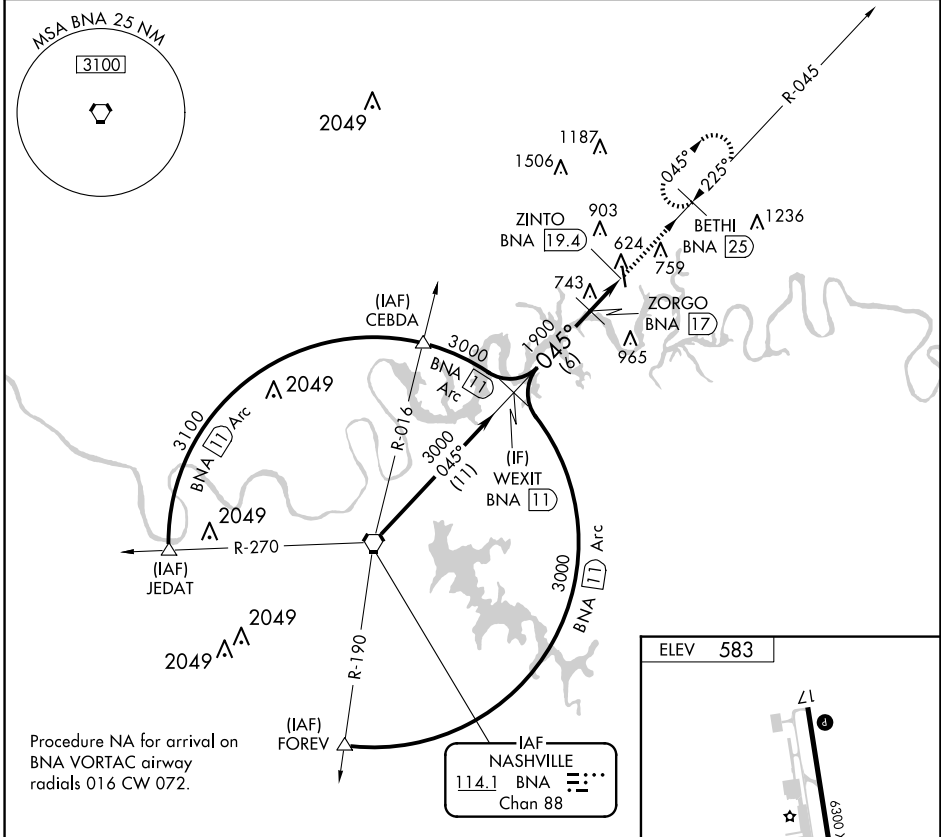 MSA BNA 25 NM
3100
2049
1187
1506
R-045
045°
225°
903
ZINTO
BNA 19.4
624
759
BETHI
BNA 25
1236
743
ZORGO
BNA 17
965
(IAF)
CEBDA
3000
BNA 11
Arc
1900
045°
(6)
2049
3100
BNA 11 Arc
R-016
3000
045°
(11)
(IF)
WEXIT
BNA 11
2049
R-270
(IAF)
JEDAT
3000
BNA 11 Arc
2049
2049
R-190
(IAF)
FOREV
Procedure NA for arrival on
BNA VORTAC airway
radials 016 CW 072.
IAF
NASHVILLE
114.1 BNA
Chan 88
ELEV 583
17
P
6300 X